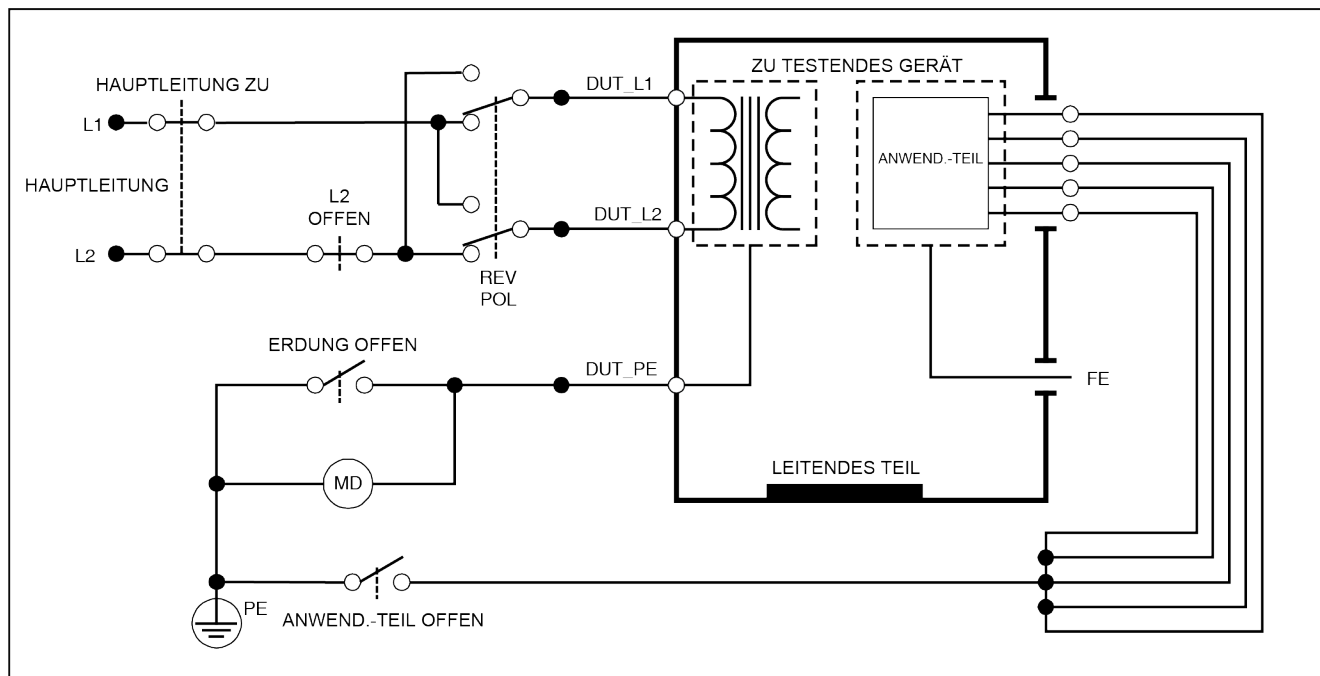 ZU TESTENDES GERÄT
HAUPTLEITUNG ZU
DUT_L1
L1
ANWEND.-TEIL
HAUPTLEITUNG
L2
OFFEN
DUT_L2
L2
REV
POL
ERDUNG OFFEN
DUT_PE
FE
LEITENDES TEIL
MD
PE
ANWEND.-TEIL OFFEN